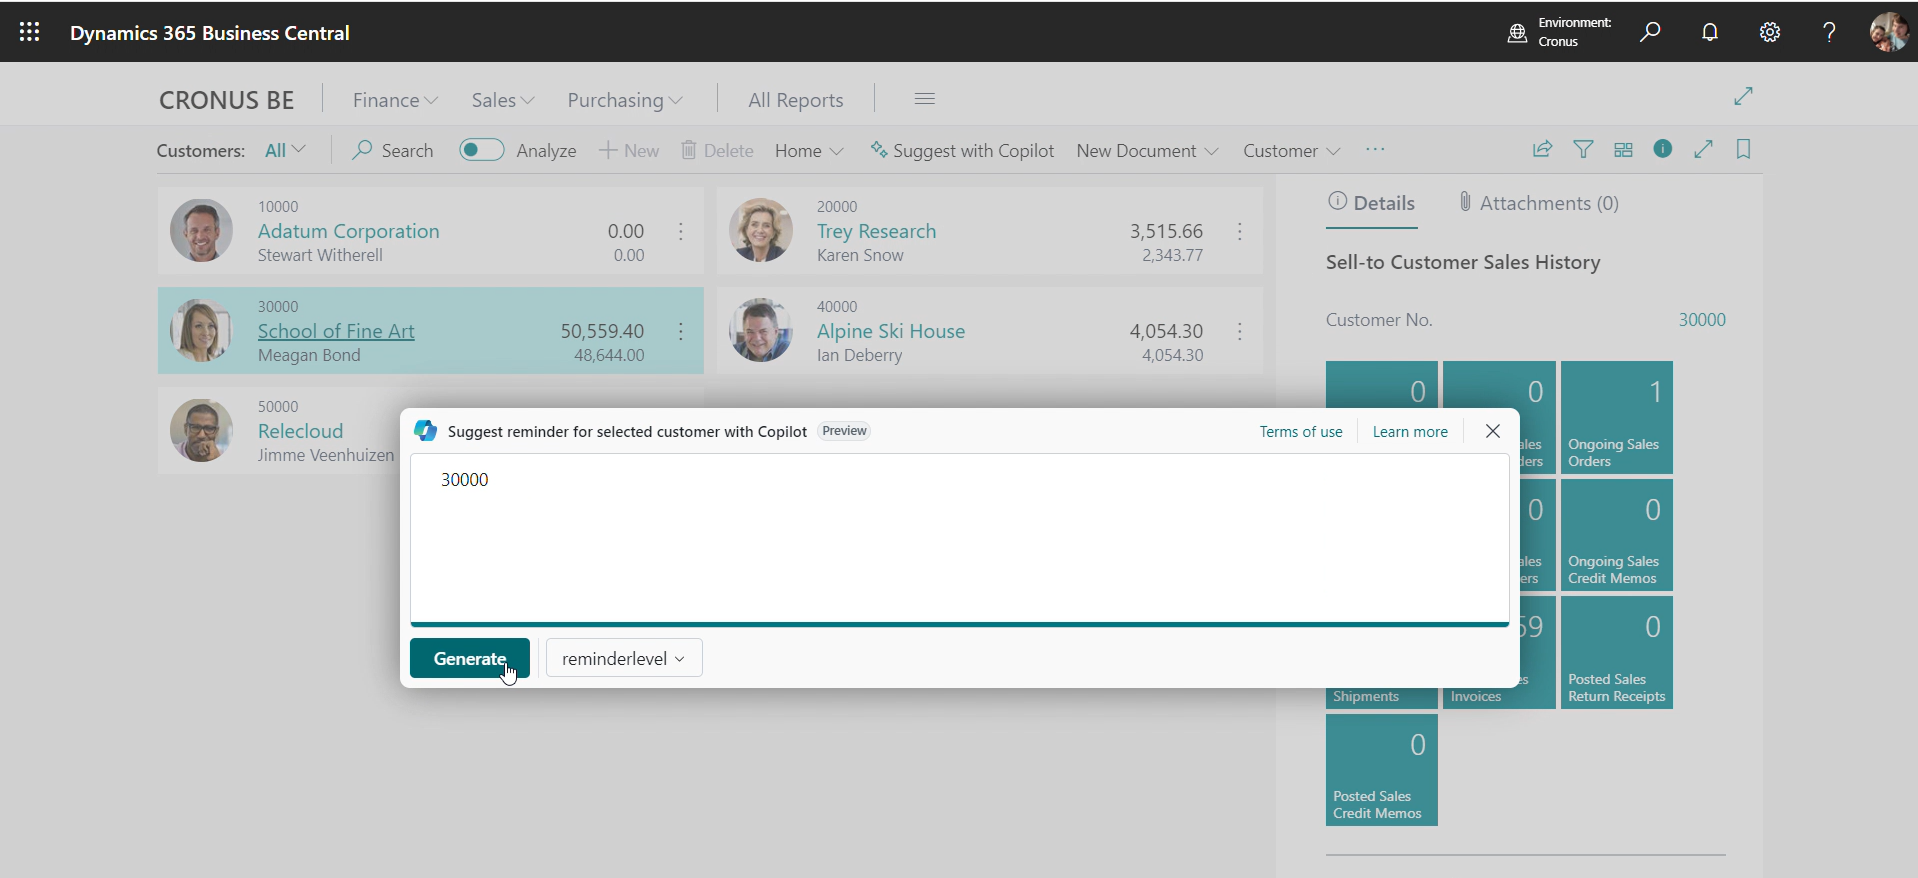 Dynamics 365 Business Central
Environment:
Cronus
?
CRONUS BE
Finance
Sales
Purchasing
All Reports
Customers:
All
Search
Analyze
New
Delete
Home
Suggest with Copilot
New Document
Customer
10000
Adatum Corporation
0.00
Stewart Witherell
0.00
20000
Trey Research
3,515.66
Karen Snow
2,343.77
30000
School of Fine Art
50,559.40
Meagan Bond
48,644.00
40000
Alpine Ski House
4,054.30
Ian Deberry
4,054.30
50000
Relecloud
Jimme Veenhuizen
Details
Attachments (0)
Sell-to Customer Sales History
Customer No.
30000
0
0
1
Ongoing Sales
Orders
0
0
Ongoing Sales
Credit Memos
0
Shipments
Invoices
Posted Sales
Return Receipts
0
Posted Sales
Credit Memos
Suggest reminder for selected customer with Copilot
Preview
Terms of use
Learn more
30000
Generate
reminderlevel